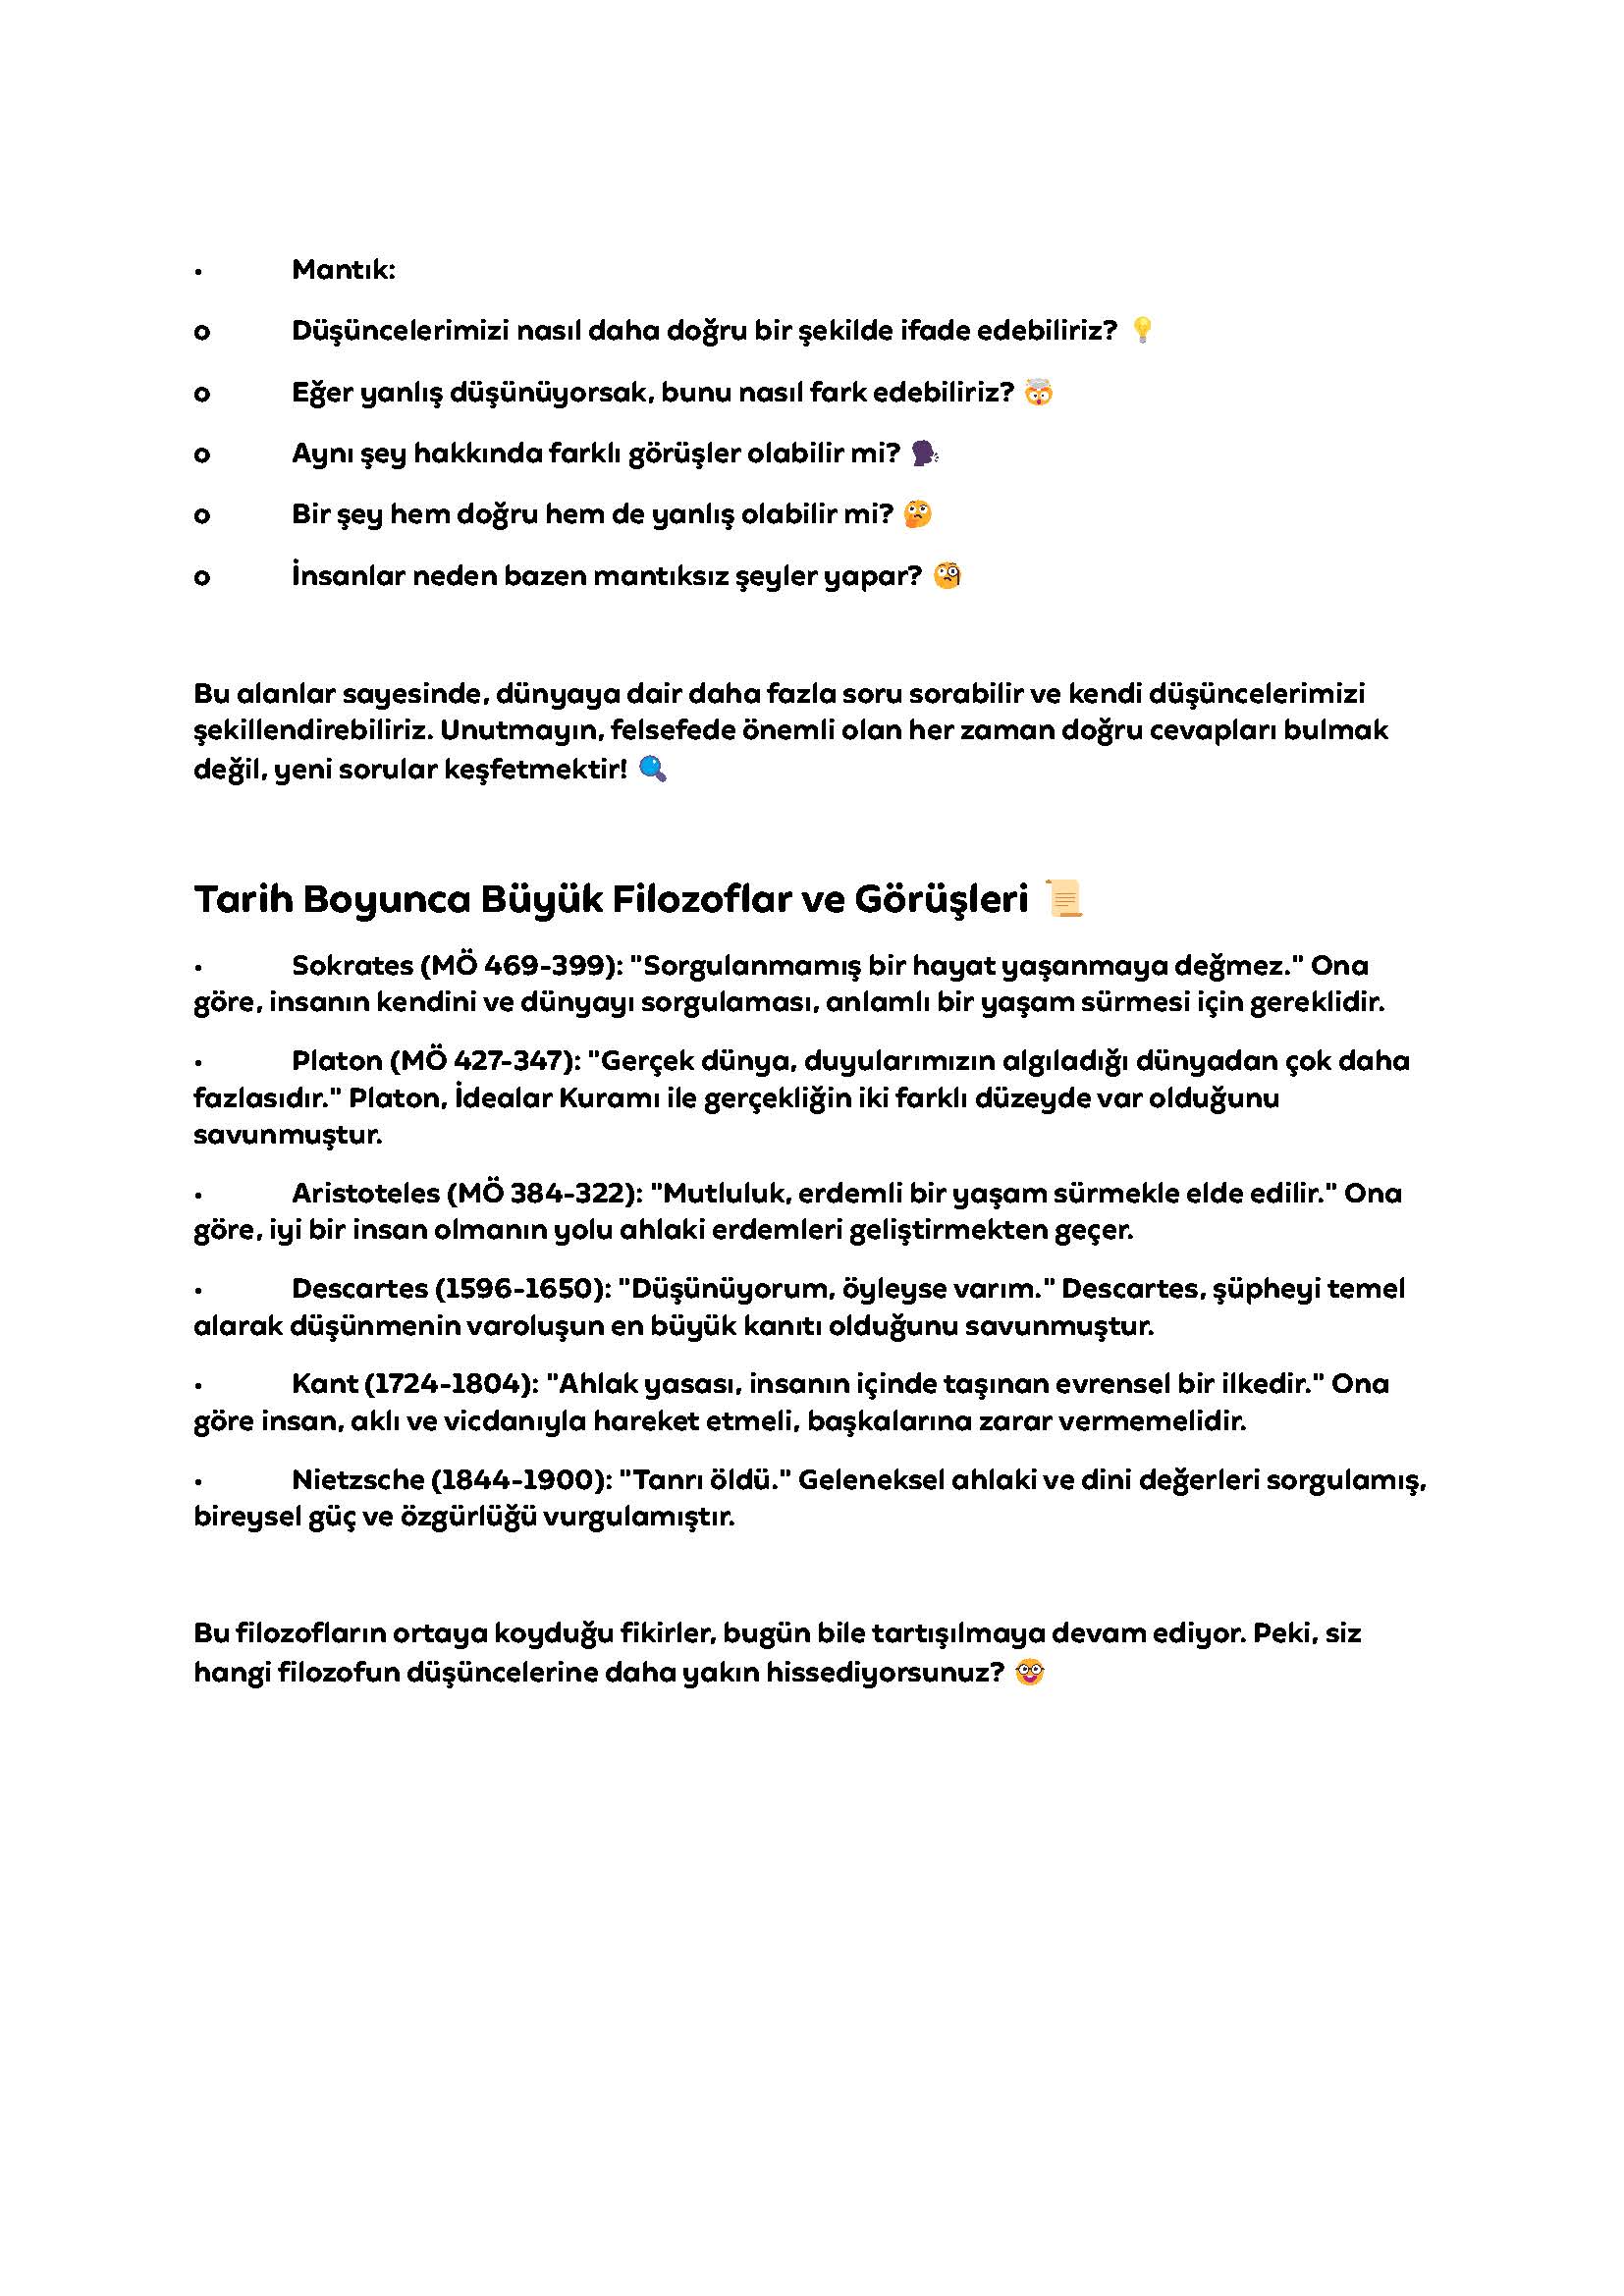 • Mantık:
o Düşüncelerimizi nasıl daha doğru bir şekilde ifade edebiliriz? 💡
o Eğer yanlış düşünüyorsak, bunu nasıl fark edebiliriz? 🤯
o Aynı şey hakkında farklı görüşler olabilir mi? 🗣
o Bir şey hem doğru hem de yanlış olabilir mi? 🤔
o İnsanlar neden bazen mantıksız şeyler yapar? 🧐
Bu alanlar sayesinde, dünyaya dair daha fazla soru sorabilir ve kendi düşüncelerimizi
şekillendirebiliriz. Unutmayın, felsefede önemli olan her zaman doğru cevapları bulmak
değil, yeni sorular keşfetmektir! 🔍
Tarih Boyunca Büyük Filozoflar ve Görüşleri 📜
• Sokrates (MÖ 469-399): "Sorgulanmamış bir hayat yaşanmaya değmez." Ona
göre, insanın kendini ve dünyayı sorgulaması, anlamlı bir yaşam sürmesi için gereklidir.
• Platon (MÖ 427-347): "Gerçek dünya, duyularımızın algıladığı dünyadan çok daha
fazlasıdır." Platon, İdealar Kuramı ile gerçekliğin iki farklı düzeyde var olduğunu
savunmuştur.
• Aristoteles (MÖ 384-322): "Mutluluk, erdemli bir yaşam sürmekle elde edilir." Ona
göre, iyi bir insan olmanın yolu ahlaki erdemleri geliştirmekten geçer.
• Descartes (1596-1650): "Düşünüyorum, öyleyse varım." Descartes, şüpheyi temel
alarak düşünmenin varoluşun en büyük kanıtı olduğunu savunmuştur.
• Kant (1724-1804): "Ahlak yasası, insanın içinde taşınan evrensel bir ilkedir." Ona
göre insan, aklı ve vicdanıyla hareket etmeli, başkalarına zarar vermemelidir.
• Nietzsche (1844-1900): "Tanrı öldü." Geleneksel ahlaki ve dini değerleri sorgulamış,
bireysel güç ve özgürlüğü vurgulamıştır.
Bu filozofların ortaya koyduğu fikirler, bugün bile tartışılmaya devam ediyor. Peki, siz
hangi filozofun düşüncelerine daha yakın hissediyorsunuz? 🤓